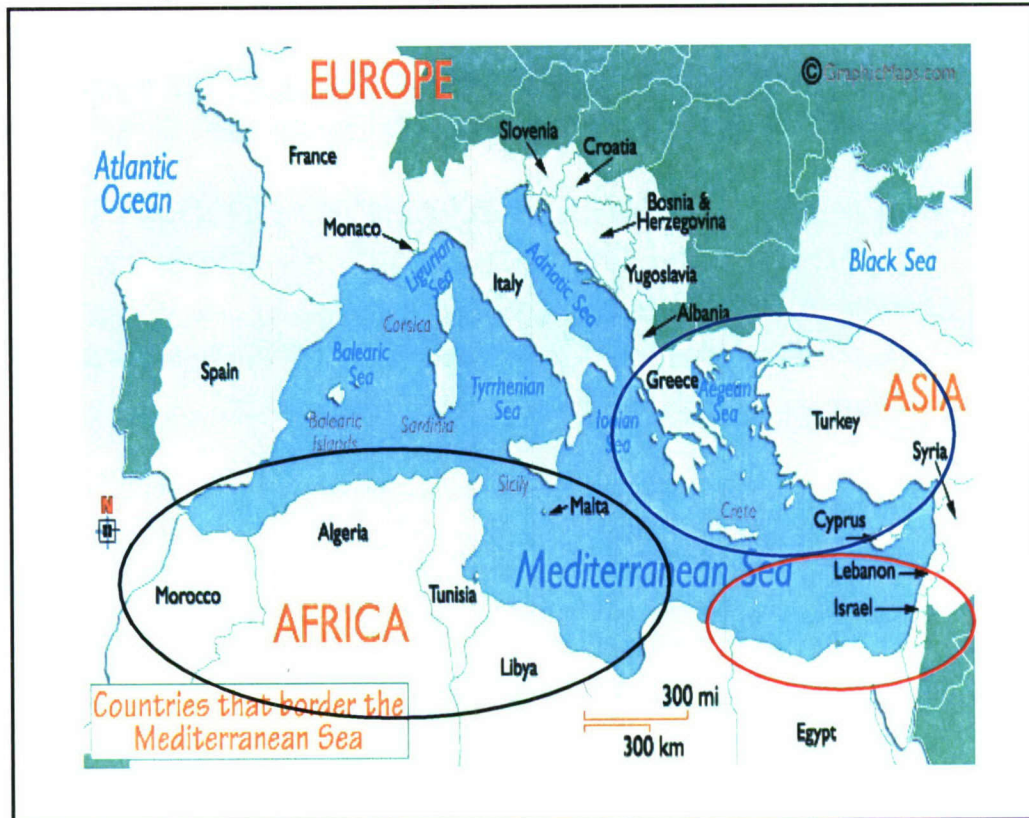 EUROPE
© GraphicMaps.com
Slovenia
Croatia
France
Atlantic
Ocean
Bosnia &
Herzegovina
Monaco
Ligurian
Sea
Adriatic Sea
Black Sea
Italy
Yugoslavia
Corsica
Albania
Balearic
Sea
Spain
Greece
Aegean
Sea
ASIA
Tyrrhenian
Sea
Turkey
Ionian
Sea
Balearic
Islands
Sardinia
Syria
Sicily
N
Malta
Crete
Cyprus
Algeria
Mediterranean Sea
Lebanon
Morocco
Tunisia
Israel
AFRICA
Libya
300 mi
Countries that border the
Mediterranean Sea
300 km
Egypt